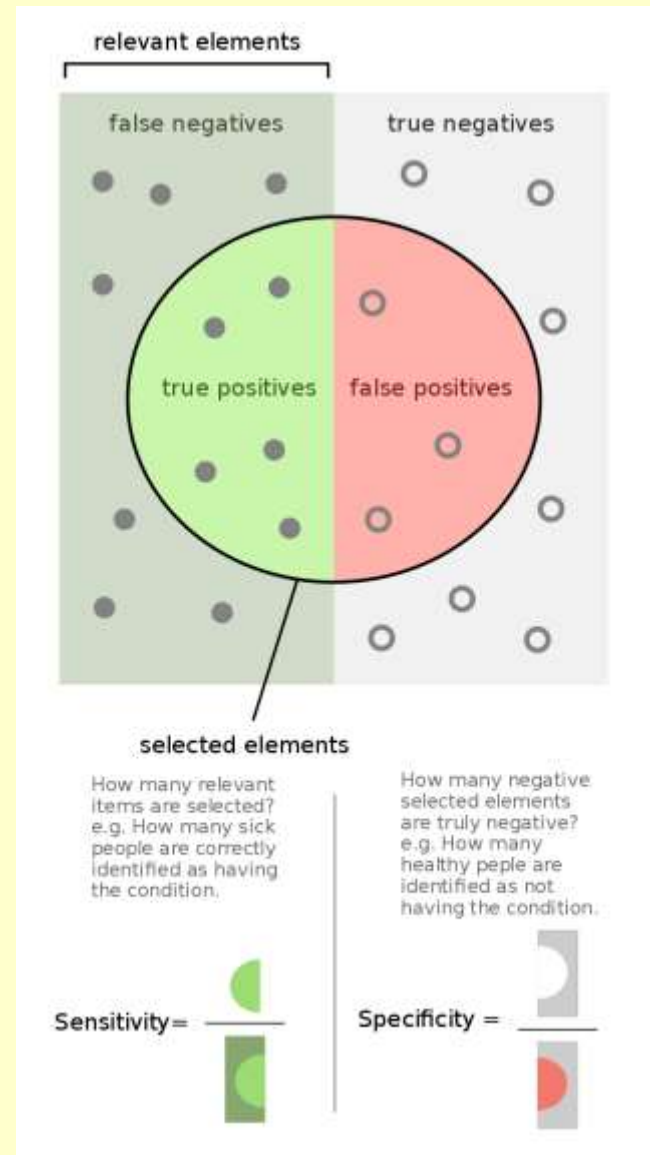 relevant elements
false negatives
true negatives
true positives
false positives
selected elements
How many relevant
items are selected?
e.g. How many sick
people are correctly
identified as having
the condition.
How many negative
selected elements
are truly negative?
e.g. How many
healthy peple are
identified as not
having the condition.
Sensitivity=
Specificity =